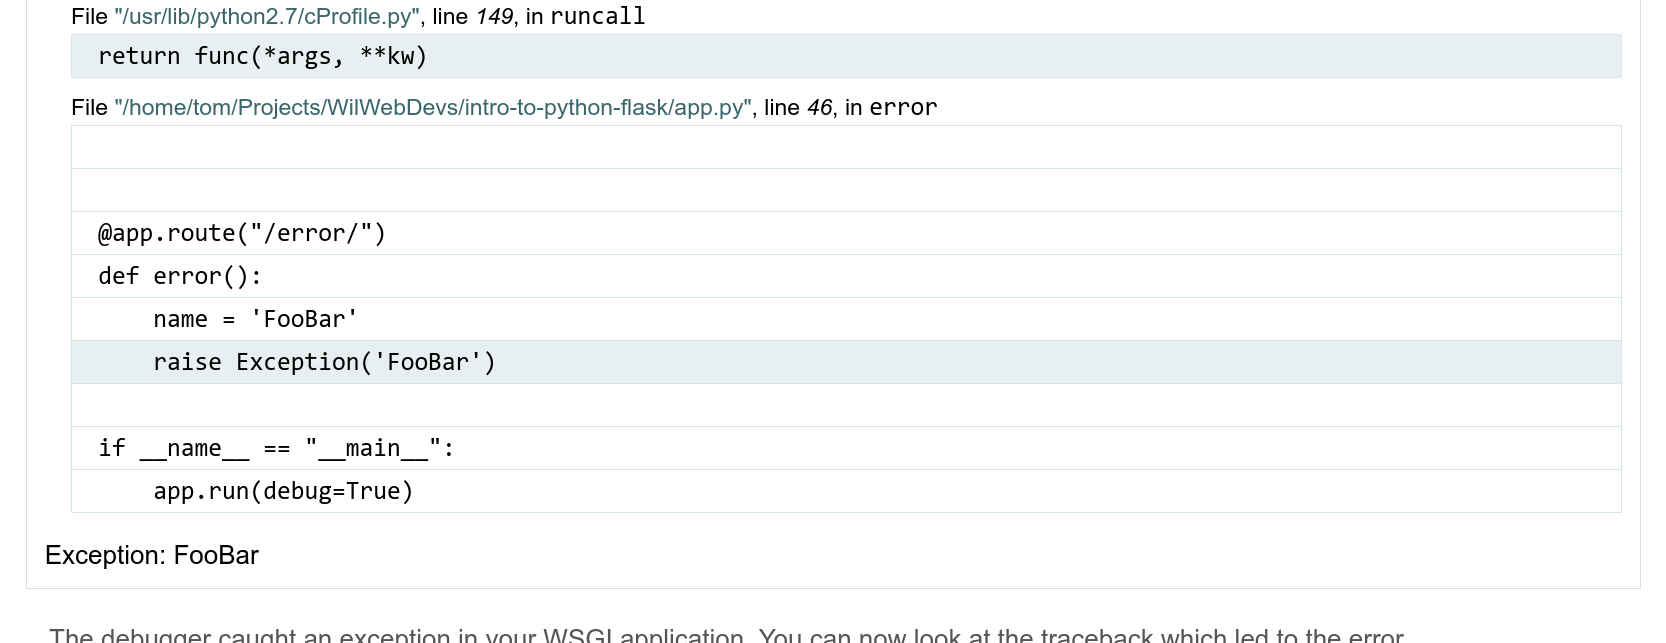 File "/usr/lib/python2.7/cProfile.py", line 149, in runcall
return func(*args, **kw)
File "/home/tom/Projects/WilWebDevs/intro-to-python-flask/app.py", line 46, in error
@app.route("/error/")
def error():
    name = 'FooBar'
    raise Exception('FooBar')
if __name__ == "__main__":
    app.run(debug=True)
Exception: FooBar
The debugger caught an exception in your WSGI application. You can now look at the traceback which led to the error.